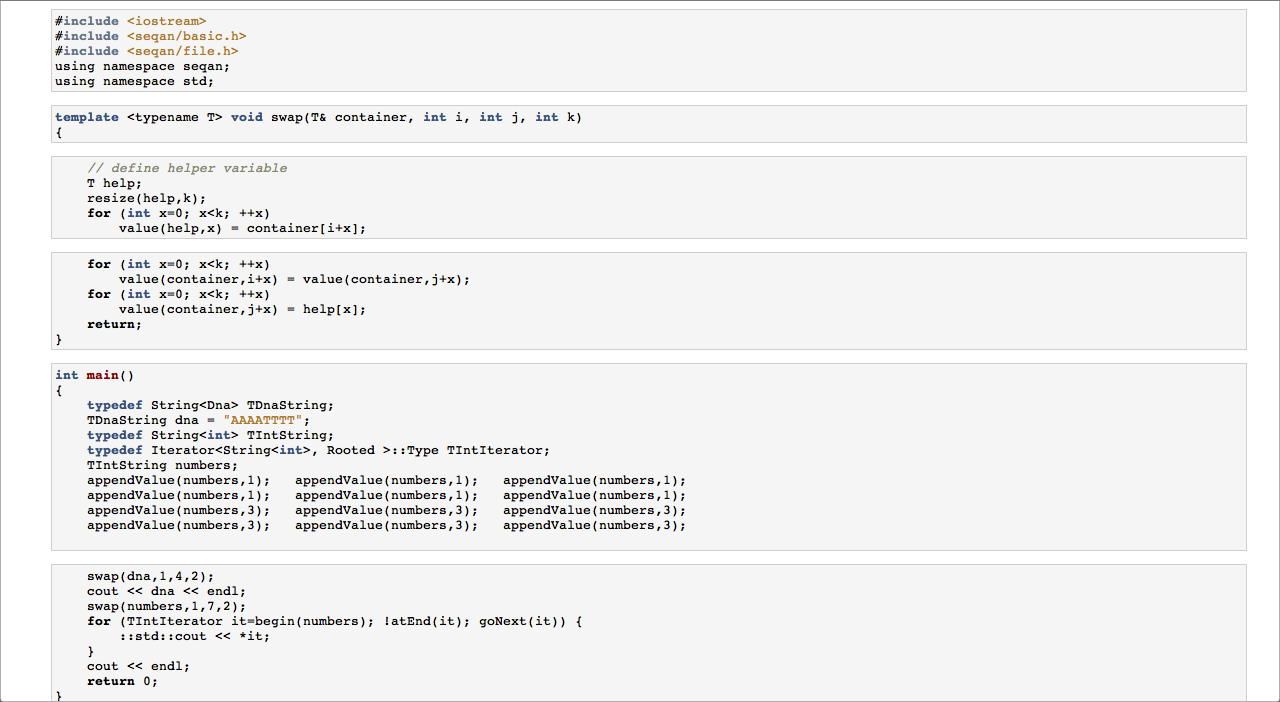 #include <iostream>
#include <seqan/basic.h>
#include <seqan/file.h>
using namespace seqan;
using namespace std;
template <typename T> void swap(T& container, int i, int j, int k)
{
    // define helper variable
    T help;
    resize(help,k);
    for (int x=0; x<k; ++x)
        value(help,x) = container[i+x];
    for (int x=0; x<k; ++x)
        value(container,i+x) = value(container,j+x);
    for (int x=0; x<k; ++x)
        value(container,j+x) = help[x];
    return;
}
int main()
{
    typedef String<Dna> TDnaString;
    TDnaString dna = "AAAATTTT";
    typedef String<int> TIntString;
    typedef Iterator<String<int>, Rooted >::Type TIntIterator;
    TIntString numbers;
    appendValue(numbers,1);   appendValue(numbers,1);   appendValue(numbers,1);
    appendValue(numbers,1);   appendValue(numbers,1);   appendValue(numbers,1);
    appendValue(numbers,3);   appendValue(numbers,3);   appendValue(numbers,3);
    appendValue(numbers,3);   appendValue(numbers,3);   appendValue(numbers,3);
    swap(dna,1,4,2);
    cout << dna << endl;
    swap(numbers,1,7,2);
    for (TIntIterator it=begin(numbers); !atEnd(it); goNext(it)) {
        ::std::cout << *it;
    }
    cout << endl;
    return 0;
}